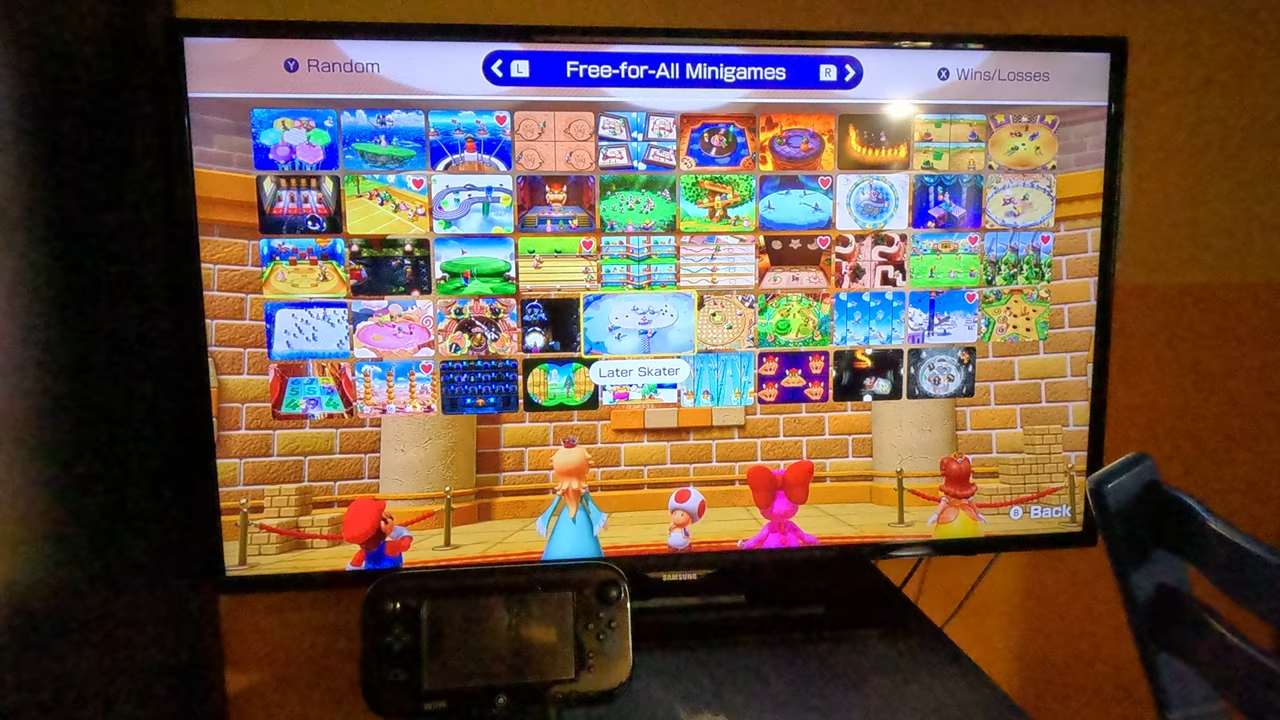 Y Random
L Free-for-All Minigames R
X Wins/Losses
Later Skater
B Back
SAMSUNG